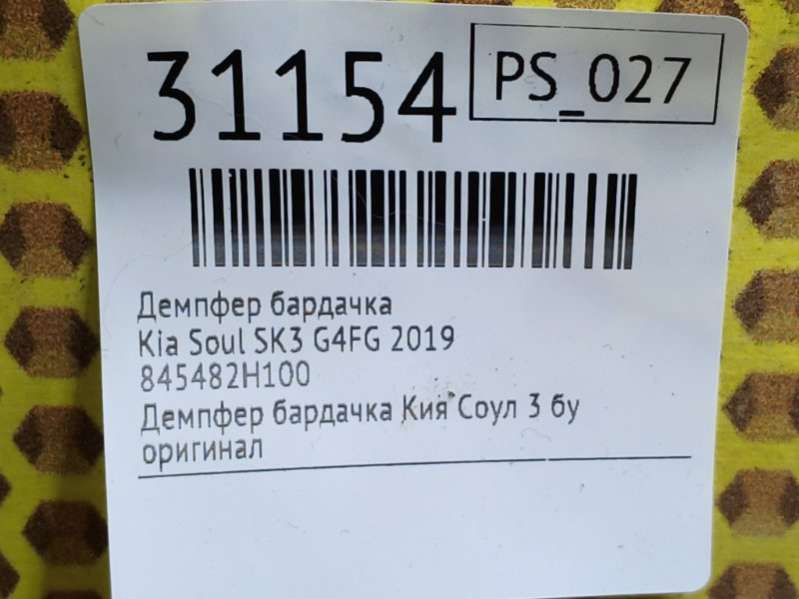 31154
PS_027
Демпфер бардачка
Kia Soul SK3 G4FG 2019
845482H100
Демпфер бардачка Кия Соул 3 бу
оригинал